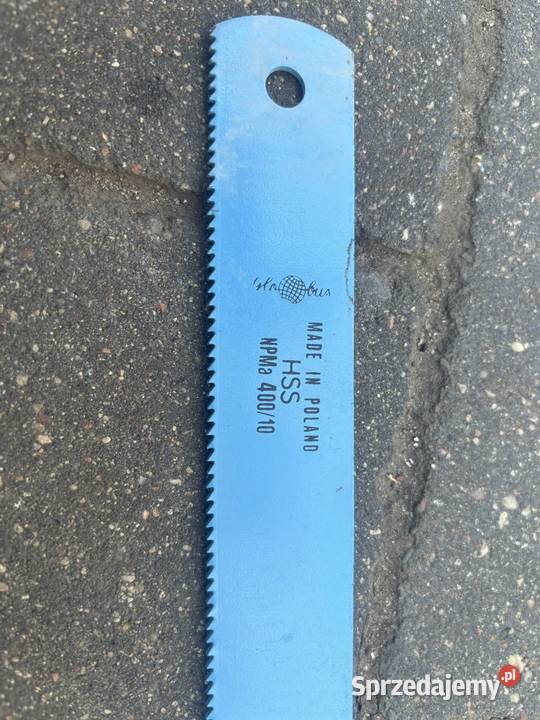 globus
MADE IN POLAND
HSS
NPMa 400/10
Sprzedajemy.pl